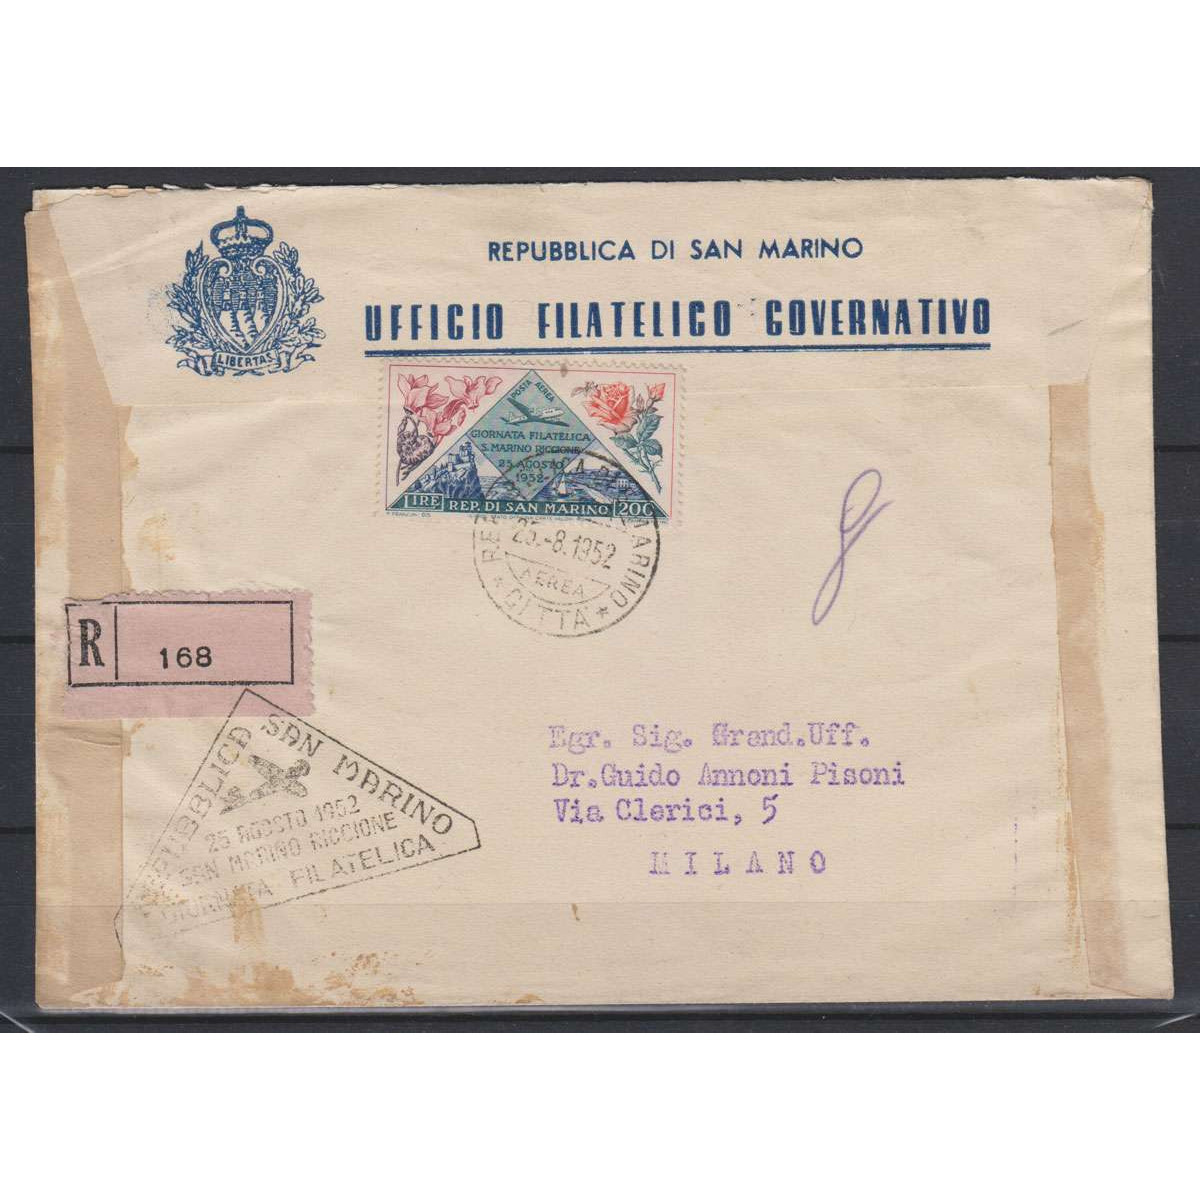 REPUBBLICA DI SAN MARINO
UFFICIO FILATELICO GOVERNATIVO
LIBERTAS
POSTA AEREA
GIORNATA FILATELICA
S. MARINO RICCIONE
25 AGOSTO
1952
LIRE REP. DI SAN MARINO 200
MARINO
25.-8.1952
AEREA
* CITTA *
R 168
Egr. Sig. Grand.Uff.
Dr.Guido Annoni Pisoni
Via Clerici, 5
MILANO
SAN MARINO
25 AGOSTO 1952
SAN MARINO RICCIONE
GIORNATA FILATELICA